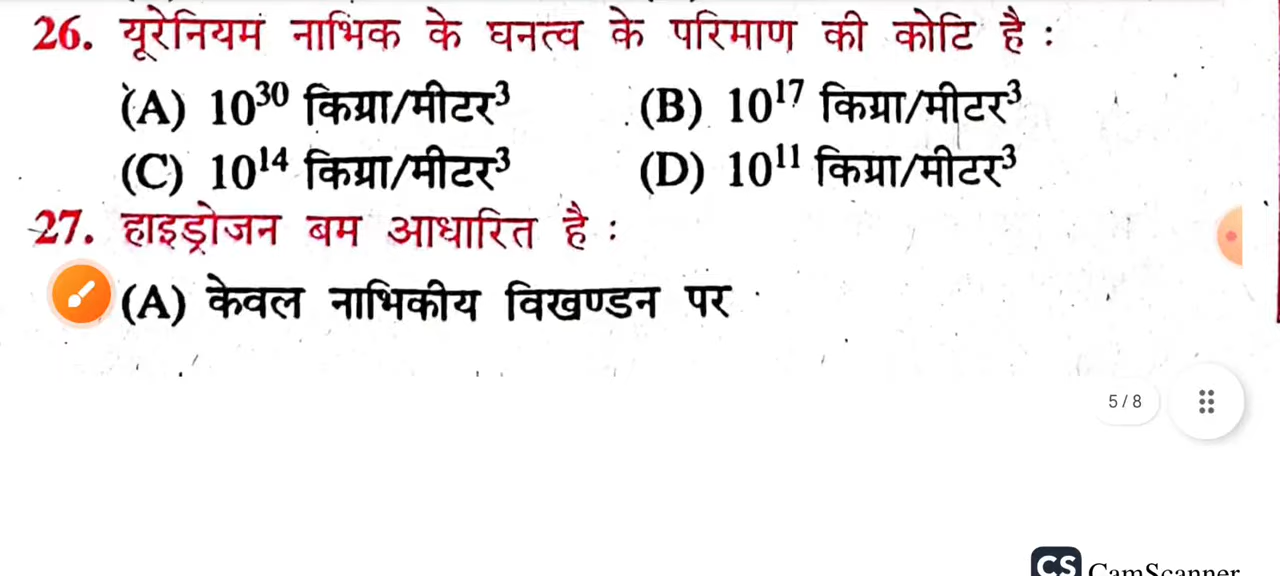 26. यूरेनियम नाभिक के घनत्व के परिमाण की कोटि है :
(A) 10³⁰ किग्रा/मीटर³ (B) 10¹⁷ किग्रा/मीटर³
(C) 10¹⁴ किग्रा/मीटर³ (D) 10¹¹ किग्रा/मीटर³
27. हाइड्रोजन बम आधारित है :
(A) केवल नाभिकीय विखण्डन पर
5/8
CS CamScanner